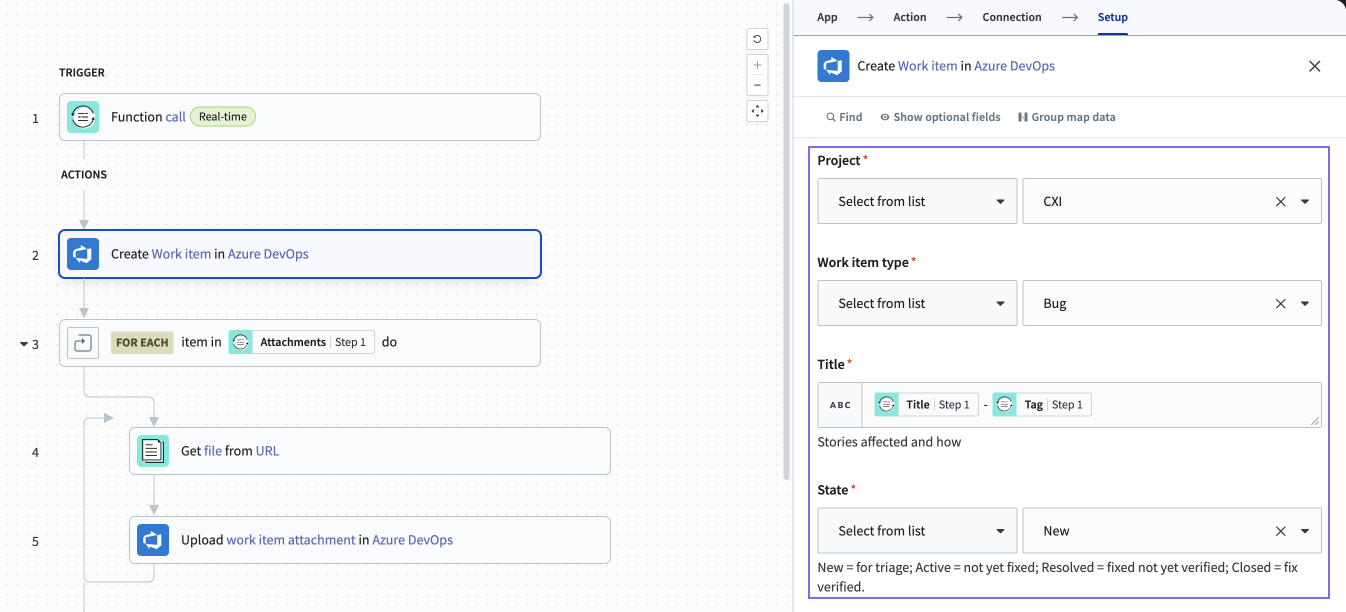 TRIGGER
1
Function call Real-time
ACTIONS
2
Create Work item in Azure DevOps
3
FOR EACH item in Attachments Step 1 do
4
Get file from URL
5
Upload work item attachment in Azure DevOps
App → Action → Connection → Setup
Create Work item in Azure DevOps
Find Show optional fields Group map data
Project *
Select from list CXI
Work item type *
Select from list Bug
Title *
ABC Title Step 1 - Tag Step 1
Stories affected and how
State *
Select from list New
New = for triage; Active = not yet fixed; Resolved = fixed not yet verified; Closed = fix
verified.